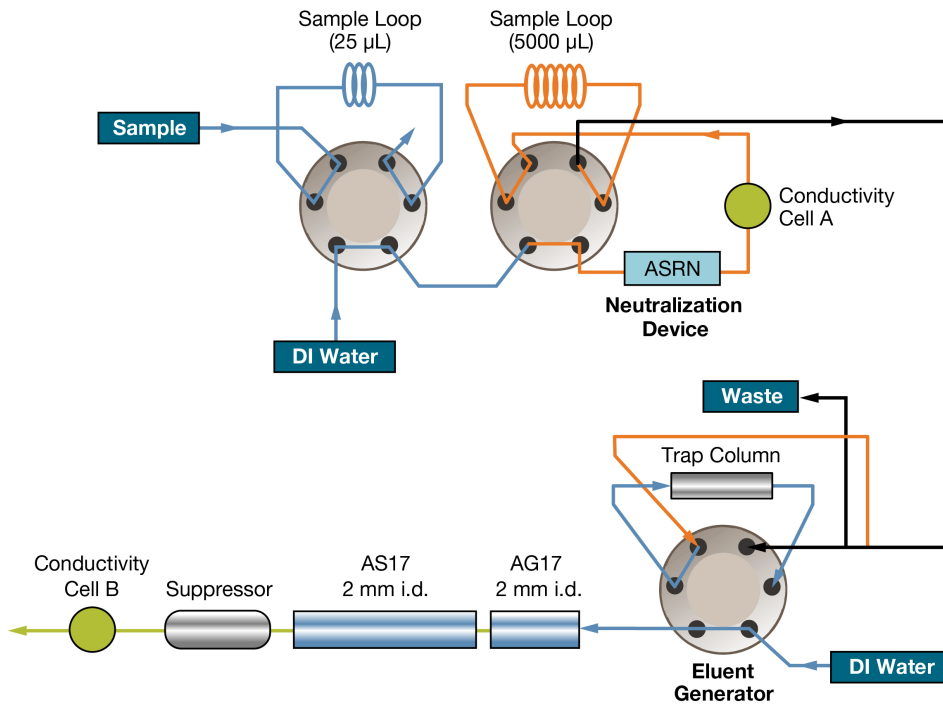 Sample Loop
(25 µL)
Sample Loop
(5000 µL)
Sample
Conductivity
Cell A
ASRN
Neutralization
Device
DI Water
Waste
Trap Column
Conductivity
Cell B
Suppressor
AS17
2 mm i.d.
AG17
2 mm i.d.
DI Water
Eluent
Generator